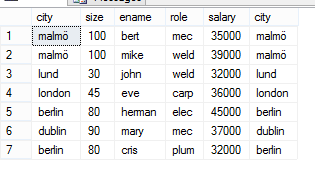 city size ename role salary city
1 malmö 100 bert mec 35000 malmö
2 malmö 100 mike weld 39000 malmö
3 lund 30 john weld 32000 lund
4 london 45 eve carp 36000 london
5 berlin 80 herman elec 45000 berlin
6 dublin 90 mary mec 37000 dublin
7 berlin 80 cris plum 32000 berlin